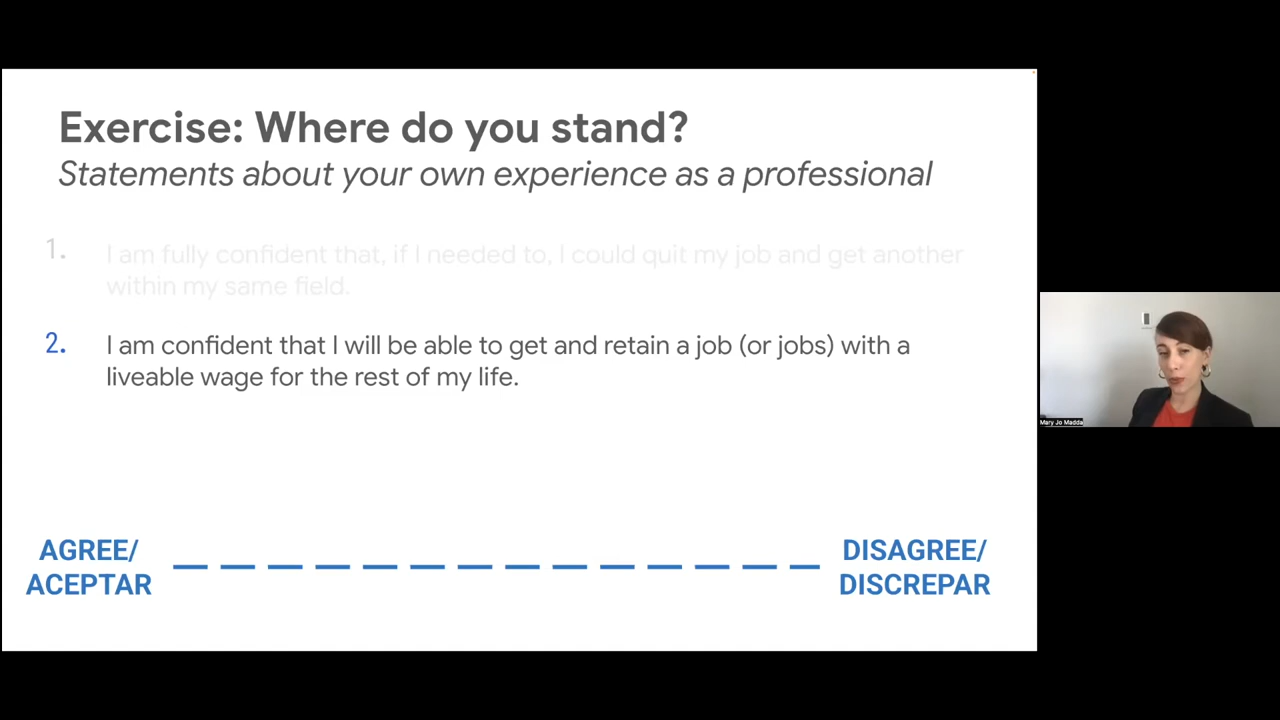 Exercise: Where do you stand?
Statements about your own experience as a professional
1. I am fully confident that, if I needed to, I could quit my job and get another
within my same field.
2. I am confident that I will be able to get and retain a job (or jobs) with a
liveable wage for the rest of my life.
AGREE/
ACEPTAR
DISAGREE/
DISCREPAR
Mary Jo Madda